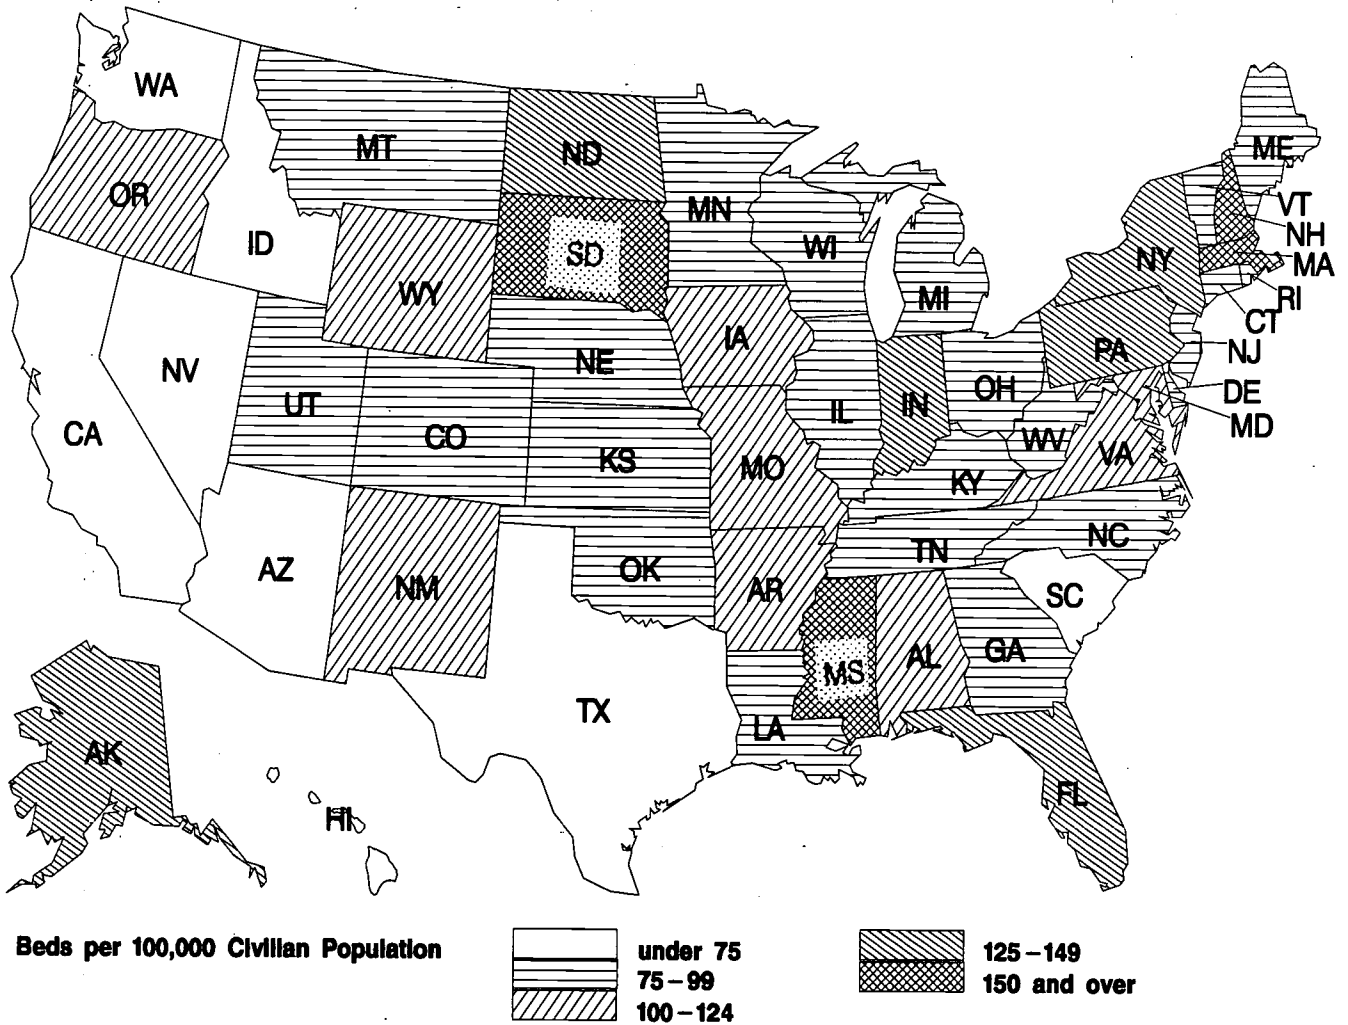 WA
ME
MT
ND
OR
VT
MN
NH
ID
SD
WI
NY
MA
WY
MI
RI
CT
IA
NV
NE
PA
NJ
OH
DE
UT
IL
IN
MD
CA
CO
WV
VA
KS
MO
KY
NC
TN
AZ
OK
NM
AR
SC
GA
AL
MS
TX
LA
AK
FL
HI
Beds per 100,000 Civilian Population
under 75
75–99
100–124
125–149
150 and over